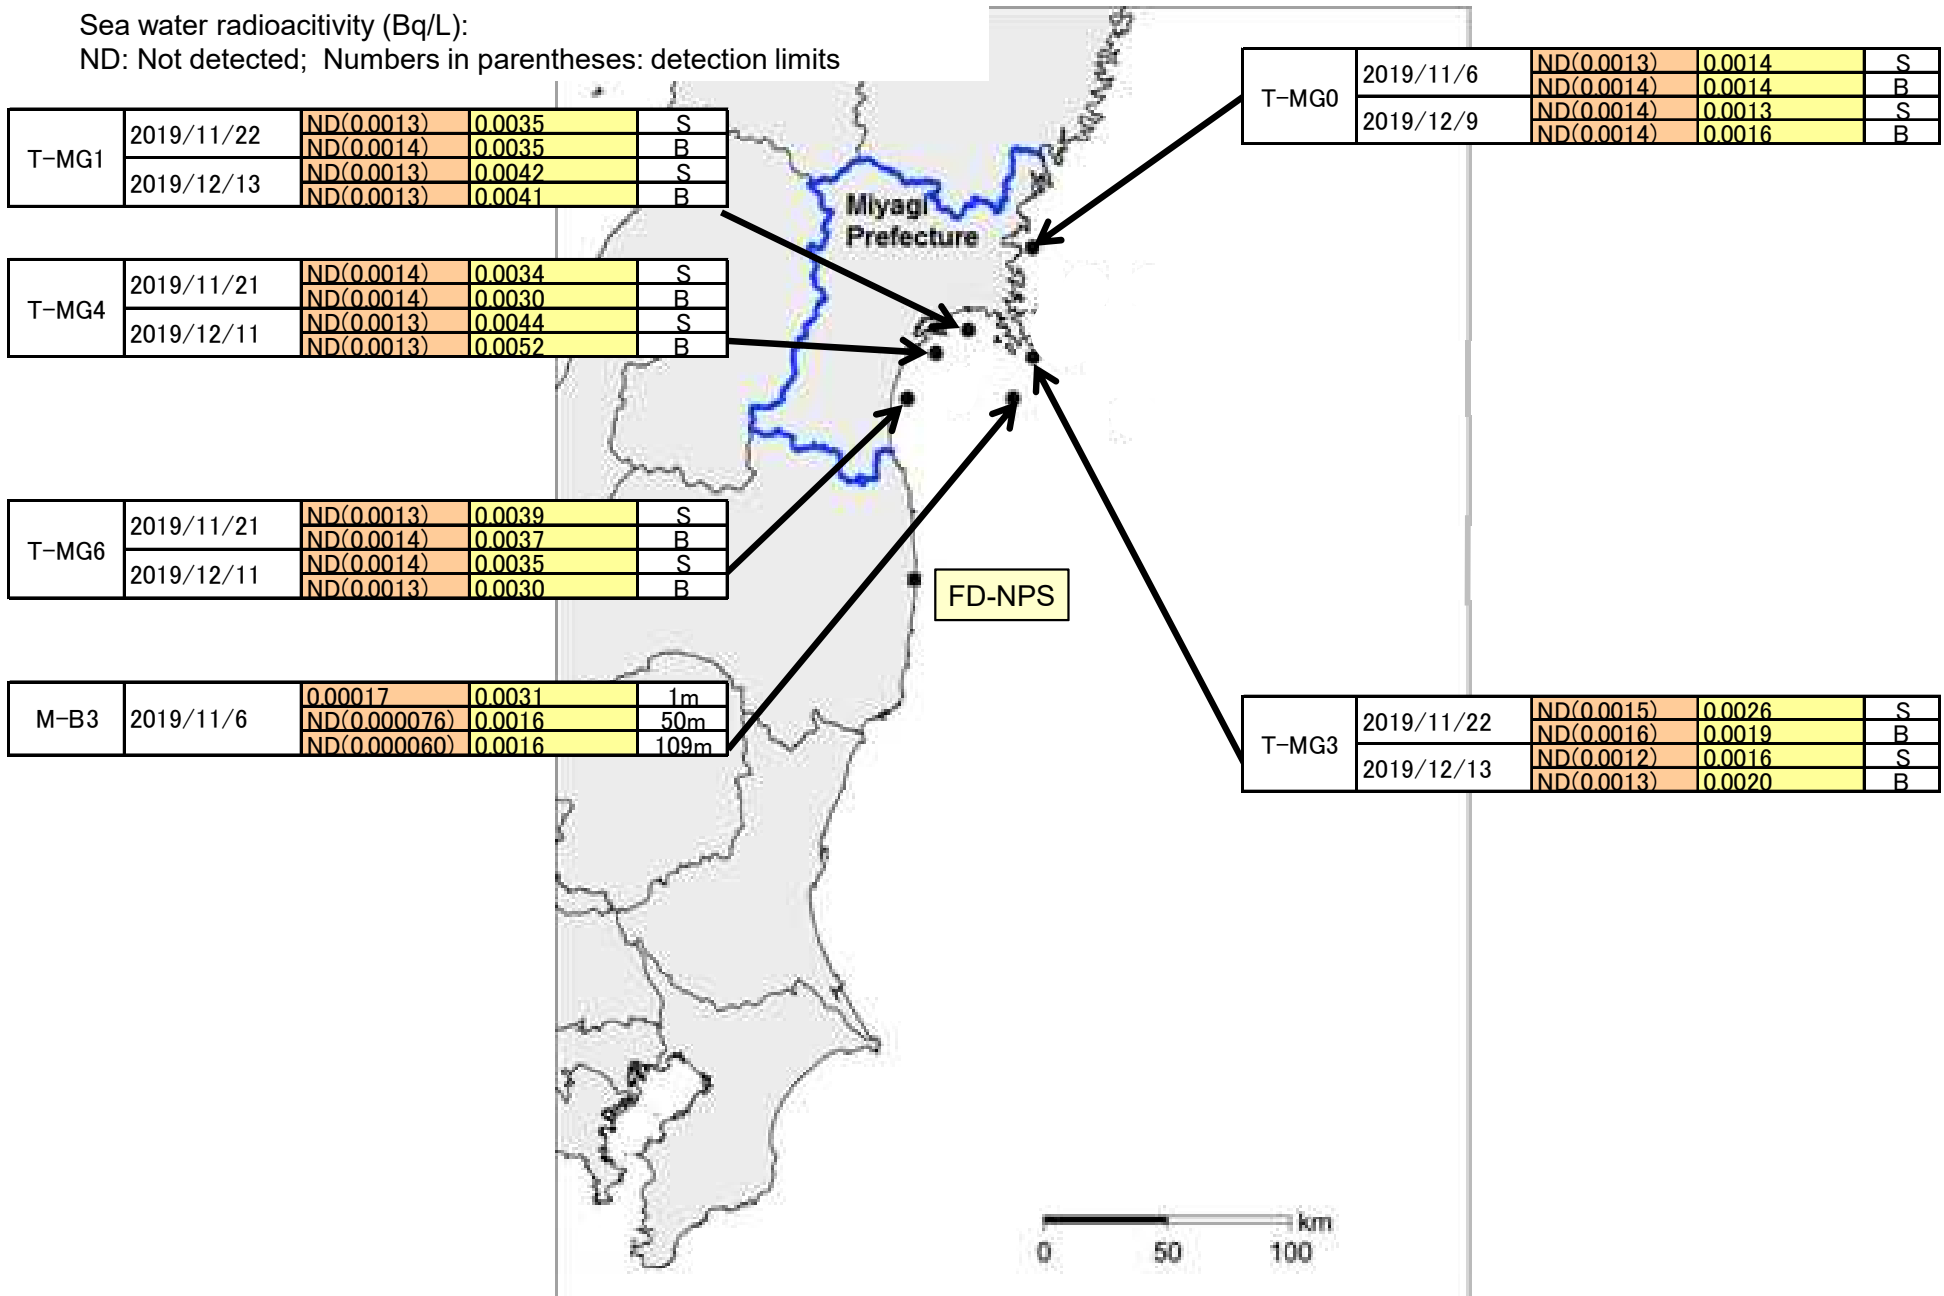 Sea water radioacitivity (Bq/L):
ND: Not detected; Numbers in parentheses: detection limits
T-MG1
2019/11/22 ND(0.0013) 0.0035 S
ND(0.0014) 0.0035 B
2019/12/13 ND(0.0013) 0.0042 S
ND(0.0013) 0.0041 B
T-MG0
2019/11/6 ND(0.0013) 0.0014 S
ND(0.0014) 0.0014 B
2019/12/9 ND(0.0014) 0.0013 S
ND(0.0014) 0.0016 B
Miyagi
Prefecture
T-MG4
2019/11/21 ND(0.0014) 0.0034 S
ND(0.0014) 0.0030 B
2019/12/11 ND(0.0013) 0.0044 S
ND(0.0013) 0.0052 B
T-MG6
2019/11/21 ND(0.0013) 0.0039 S
ND(0.0014) 0.0037 B
2019/12/11 ND(0.0014) 0.0035 S
ND(0.0013) 0.0030 B
FD-NPS
M-B3
2019/11/6 0.00017 0.0031 1m
ND(0.000076) 0.0016 50m
ND(0.000060) 0.0016 109m
T-MG3
2019/11/22 ND(0.0015) 0.0026 S
ND(0.0016) 0.0019 B
2019/12/13 ND(0.0012) 0.0016 S
ND(0.0013) 0.0020 B
km
0 50 100